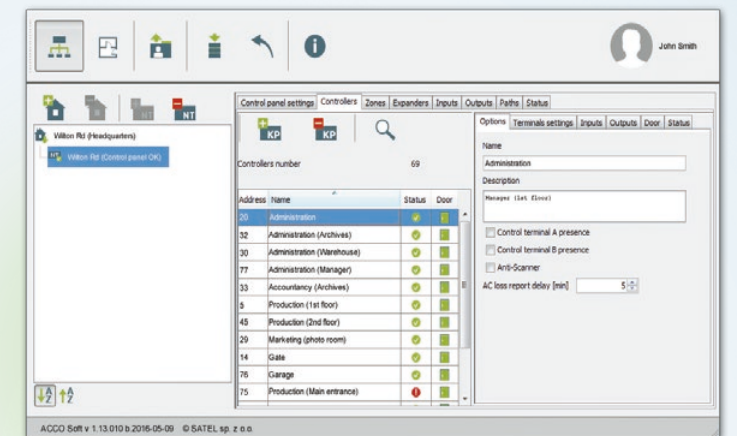 John Smith
NT
NT
Control panel settings Controllers Zones Expanders Inputs Outputs Paths Status
Wilton Rd (Headquarters)
NT Wilton Rd (Control panel OK)
KP
KP
Controllers number 69
Address Name Status Door
20 Administration
32 Administration (Archives)
30 Administration (Warehouse)
77 Administration (Manager)
33 Accountancy (Archives)
5 Production (1st floor)
45 Production (2nd floor)
29 Marketing (photo room)
14 Gate
76 Garage
75 Production (Main entrance)
Options Terminals settings Inputs Outputs Door Status
Name
Administration
Description
Manager (1st floor)
Control terminal A presence
Control terminal B presence
Anti-Scanner
AC loss report delay [min] 5
A
Z
A
Z
ACCO Soft v 1.13.010 b.2016-05-09 © SATEL sp. z o.o.